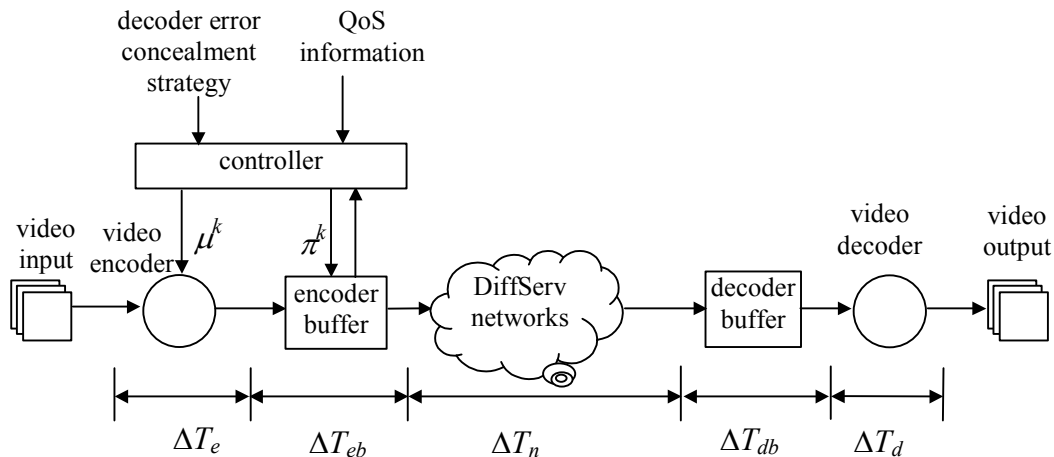 decoder error
concealment
strategy
QoS
information
controller
video
input
video
encoder
μ^k
π^k
encoder
buffer
DiffServ
networks
decoder
buffer
video
decoder
video
output
ΔT_e
ΔT_eb
ΔT_n
ΔT_db
ΔT_d